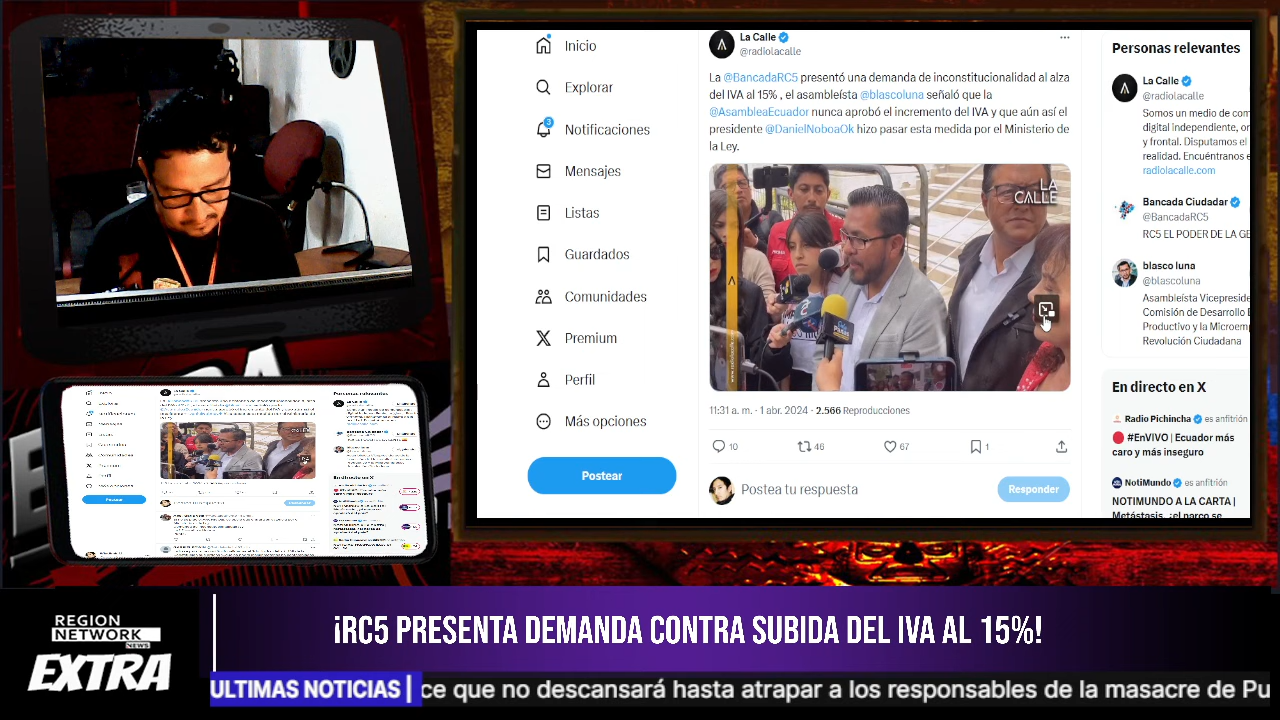 Inicio
Explorar
3
Notificaciones
Mensajes
Listas
Guardados
Comunidades
Premium
Perfil
Más opciones
Postear
La Calle
@radiolacalle
La @BancadaRC5 presentó una demanda de inconstitucionalidad al alza
del IVA al 15% , el asambleísta @blascoluna señaló que la
@AsambleaEcuador nunca aprobó el incremento del IVA y que aún así el
presidente @DanielNoboaOk hizo pasar esta medida por el Ministerio de
la Ley.
LA
CALLE
11:31 a. m. · 1 abr. 2024 · 2.566 Reproducciones
10
46
67
1
Postea tu respuesta
Responder
Personas relevantes
La Calle
@radiolacalle
Somos un medio de com
digital independiente, or
y frontal. Disputamos el
realidad. Encuéntranos e
radiolacalle.com
Bancada Ciudadar
@BancadaRC5
RC5 EL PODER DE LA GE
blasco luna
@blascoluna
Asambleísta Vicepreside
Comisión de Desarrollo E
Productivo y la Microemp
Revolución Ciudadana
En directo en X
Radio Pichincha es anfitrión
#EnVIVO | Ecuador más
caro y más inseguro
NotiMundo es anfitrión
NOTIMUNDO A LA CARTA |
Metástasis, ¿el narco se
REGION
NETWORK
NEWS
EXTRA
¡RC5 PRESENTA DEMANDA CONTRA SUBIDA DEL IVA AL 15%!
ULTIMAS NOTICIAS | ce que no descansará hasta atrapar a los responsables de la masacre de Pu